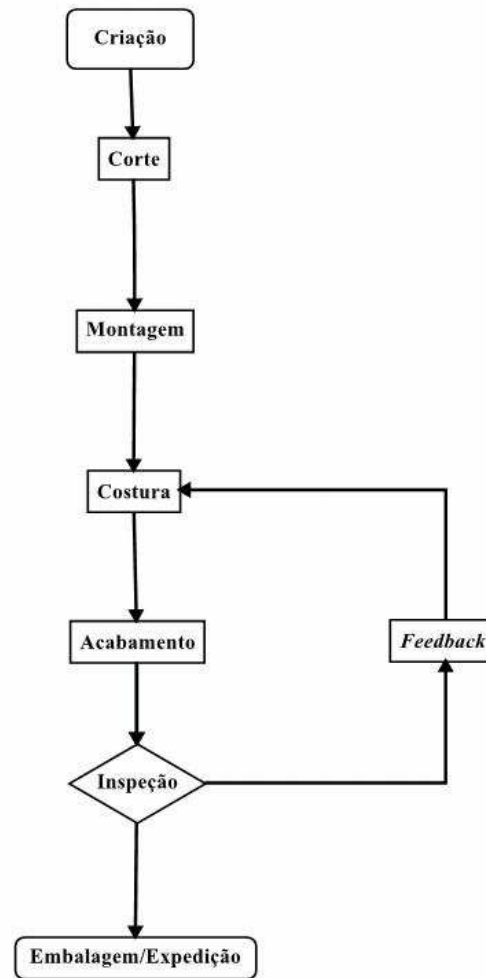 Criação
Corte
Montagem
Costura
Acabamento
Feedback
Inspeção
Embalagem/Expedição